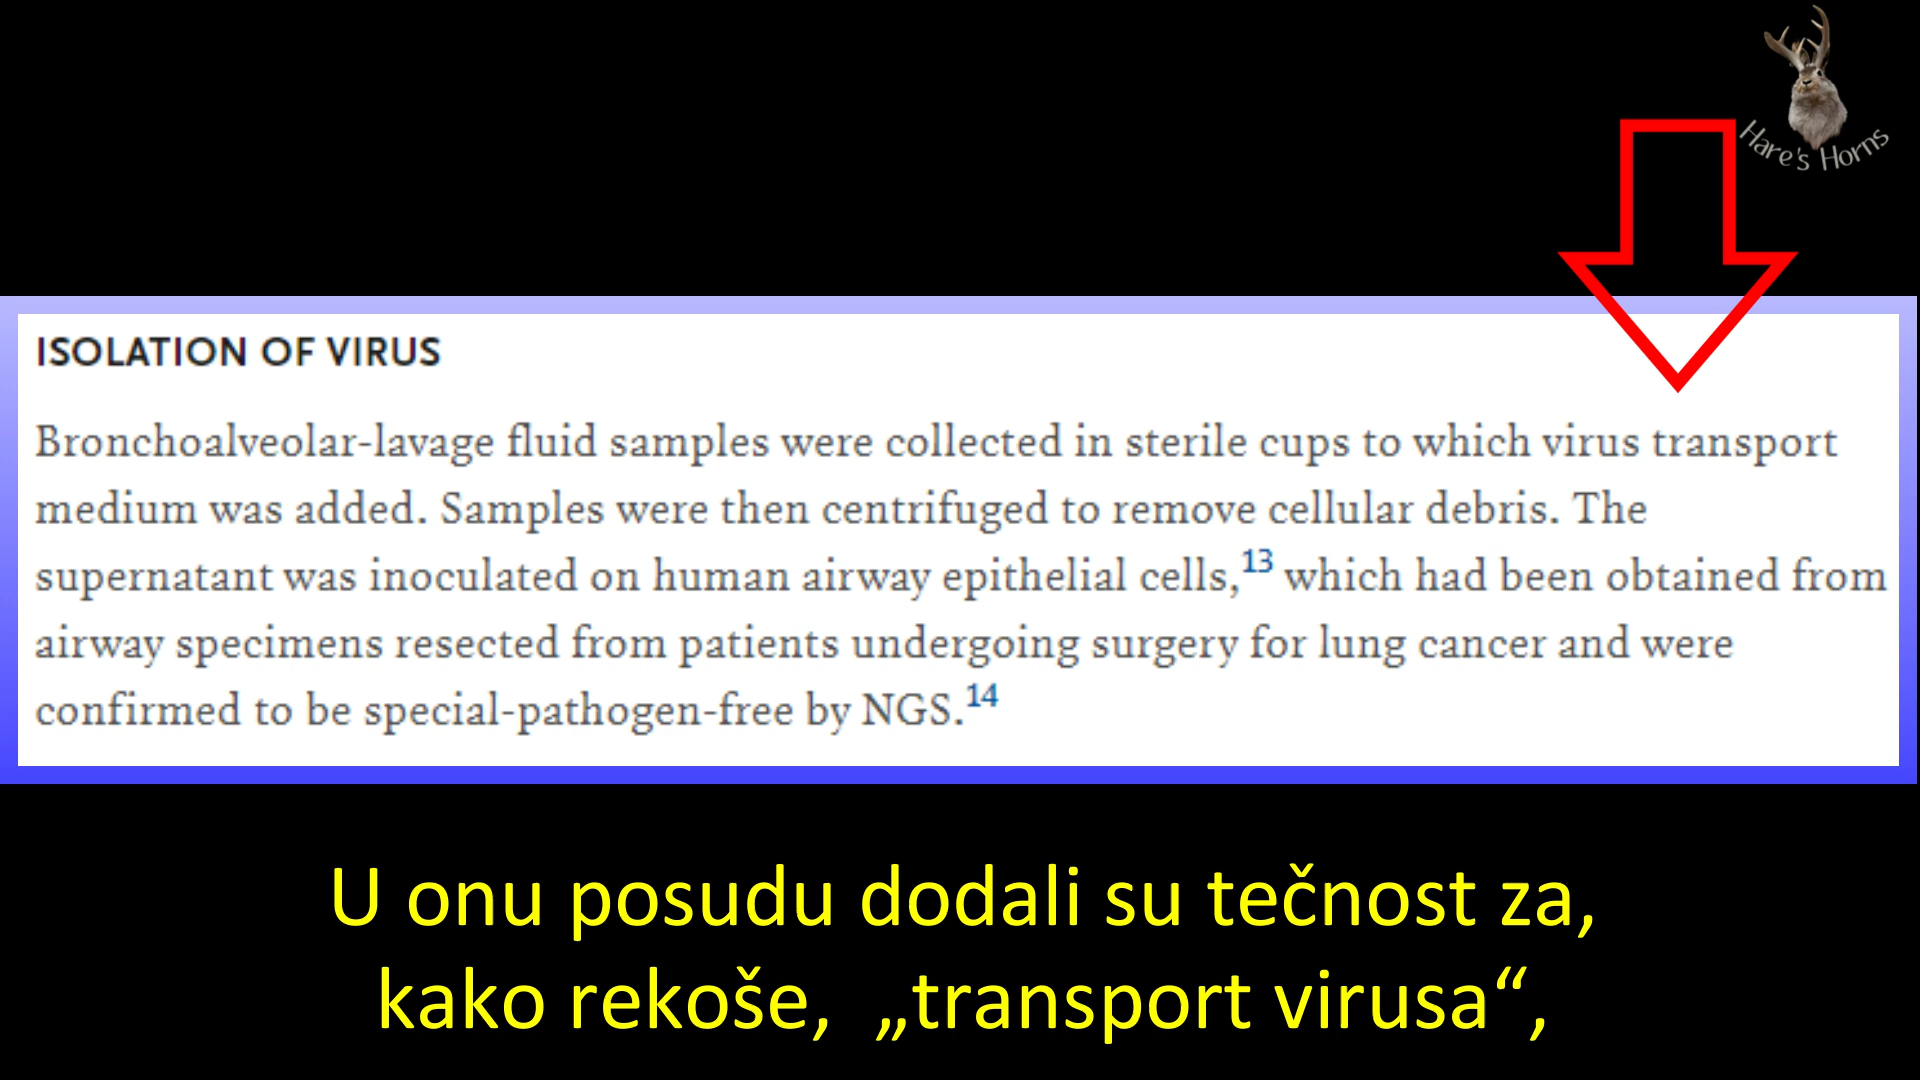 Hare's Horns
ISOLATION OF VIRUS
Bronchoalveolar-lavage fluid samples were collected in sterile cups to which virus transport
medium was added. Samples were then centrifuged to remove cellular debris. The
supernatant was inoculated on human airway epithelial cells,13 which had been obtained from
airway specimens resected from patients undergoing surgery for lung cancer and were
confirmed to be special-pathogen-free by NGS.14
U onu posudu dodali su tečnost za,
kako rekoše, „transport virusa“,